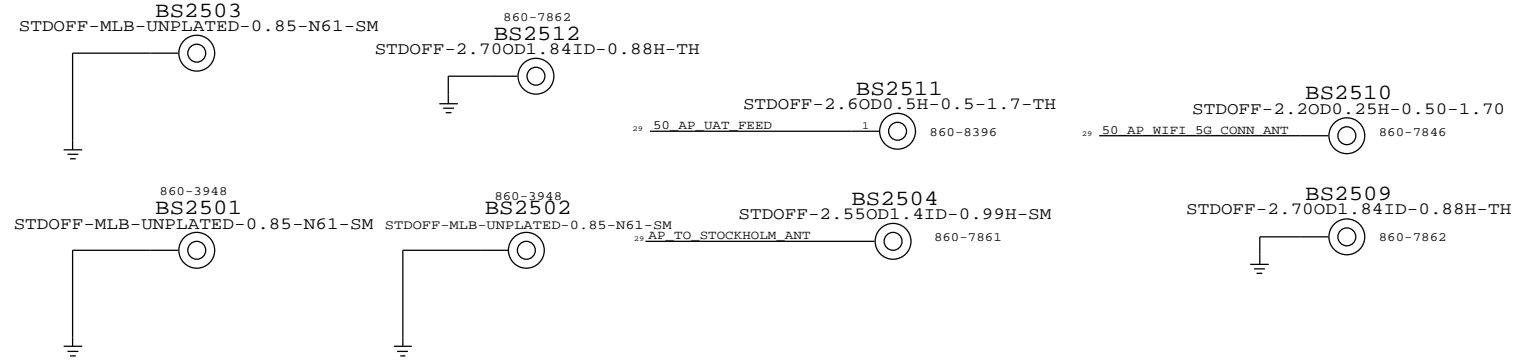 BS2503
STDOFF-MLB-UNPLATED-0.85-N61-SM
860-7862
BS2512
STDOFF-2.70OD1.84ID-0.88H-TH
BS2511
STDOFF-2.6OD0.5H-0.5-1.7-TH
29 50_AP_UAT_FEED 1
860-8396
BS2510
STDOFF-2.2OD0.25H-0.50-1.70
29 50_AP_WIFI_5G_CONN_ANT
860-7846
860-3948
BS2501
STDOFF-MLB-UNPLATED-0.85-N61-SM
860-3948
BS2502
STDOFF-MLB-UNPLATED-0.85-N61-SM
BS2504
STDOFF-2.55OD1.4ID-0.99H-SM
29 AP_TO_STOCKHOLM_ANT
860-7861
BS2509
STDOFF-2.70OD1.84ID-0.88H-TH
860-7862